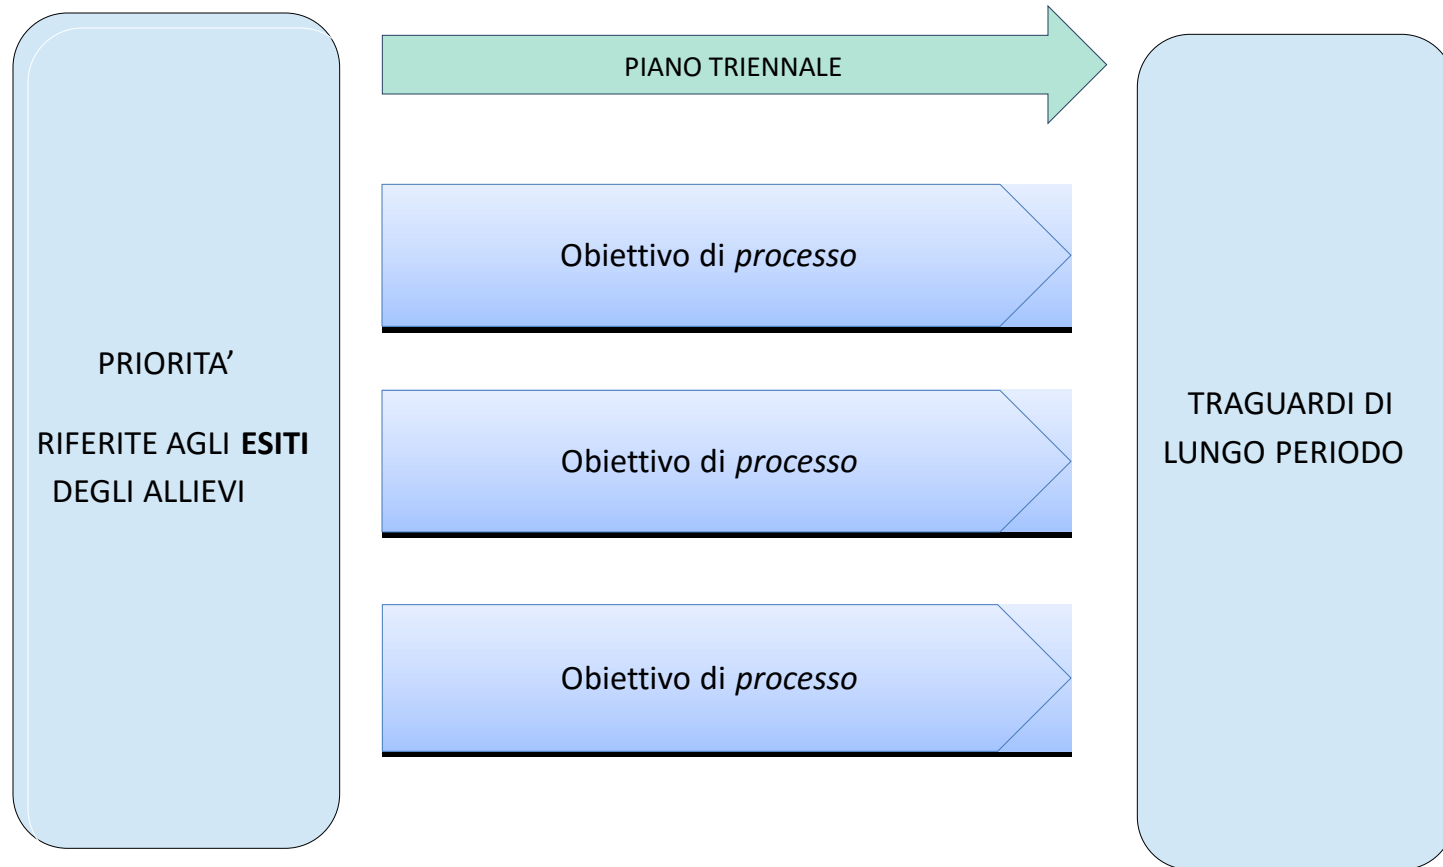 PIANO TRIENNALE
PRIORITA’
RIFERITE AGLI ESITI
DEGLI ALLIEVI
Obiettivo di processo
Obiettivo di processo
Obiettivo di processo
TRAGUARDI DI
LUNGO PERIODO